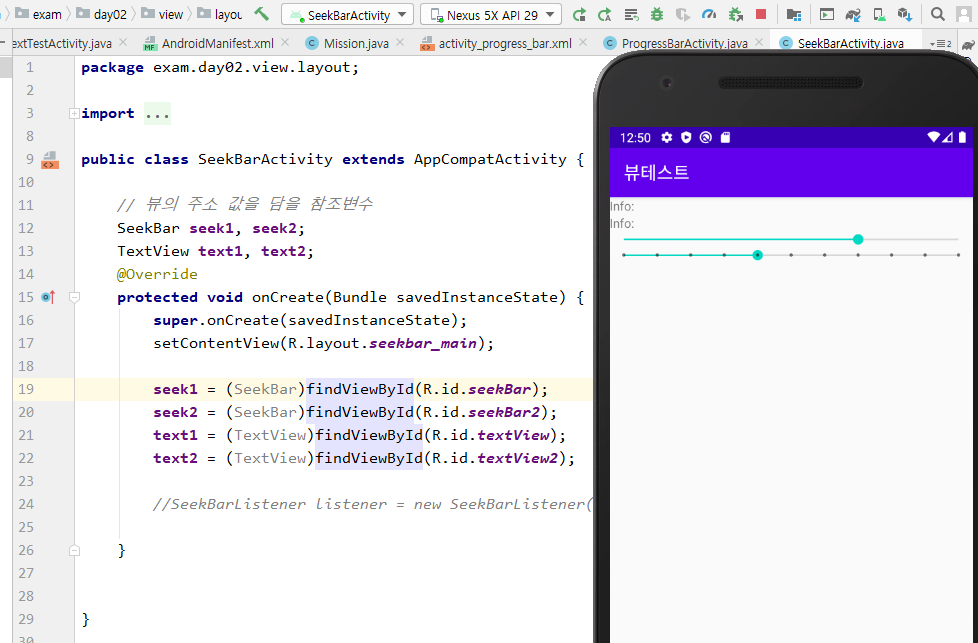 exam day02 view layou SeekBarActivity Nexus 5X API 29
extTestActivity.java AndroidManifest.xml Mission.java activity_progress_bar.xml ProgressBarActivity.java SeekBarActivity.java 2
1 package exam.day02.view.layout;
2
3 import ...
8
9 public class SeekBarActivity extends AppCompatActivity {
10
11 // 뷰의 주소 값을 담을 참조변수
12 SeekBar seek1, seek2;
13 TextView text1, text2;
14 @Override
15 protected void onCreate(Bundle savedInstanceState) {
16 super.onCreate(savedInstanceState);
17 setContentView(R.layout.seekbar_main);
18
19 seek1 = (SeekBar)findViewById(R.id.seekBar);
20 seek2 = (SeekBar)findViewById(R.id.seekBar2);
21 text1 = (TextView)findViewById(R.id.textView);
22 text2 = (TextView)findViewById(R.id.textView2);
23
24 //SeekBarListener listener = new SeekBarListener(
25
26 }
27
28
29 }
30
12:50
뷰테스트
Info:
Info: